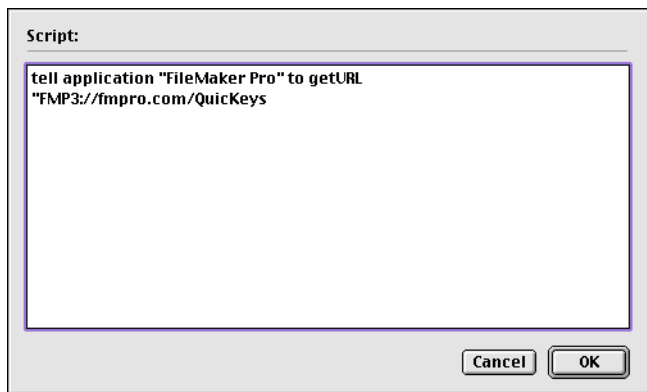 Script:
tell application "FileMaker Pro" to getURL
"FMP3://fmpro.com/QuicKeys
Cancel
OK